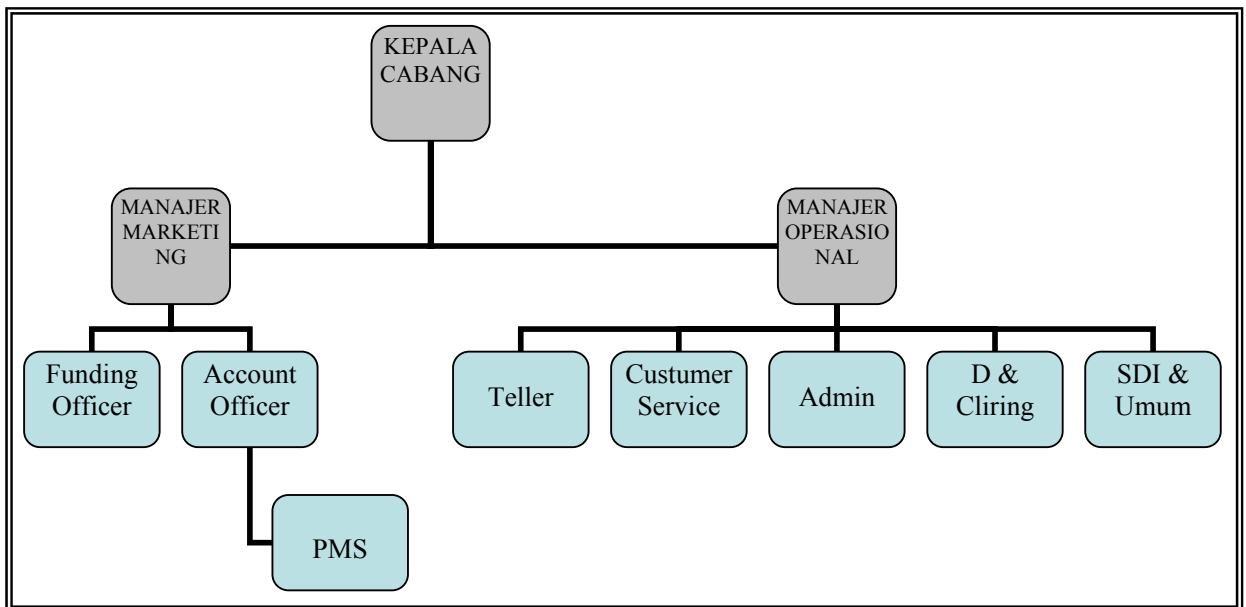 KEPALA
CABANG
MANAJER
MARKETI
NG
MANAJER
OPERASIO
NAL
Funding
Officer
Account
Officer
Teller
Custumer
Service
Admin
D &
Cliring
SDI &
Umum
PMS